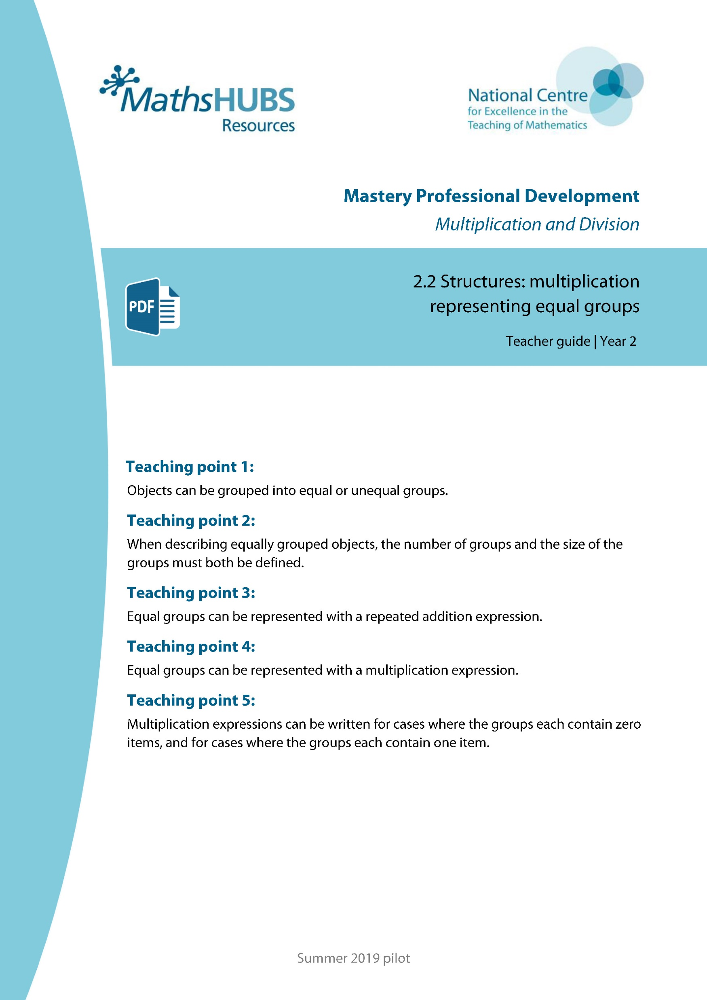 MathsHUBS
Resources
National Centre
for Excellence in the
Teaching of Mathematics
Mastery Professional Development
Multiplication and Division
2.2 Structures: multiplication
representing equal groups
PDF
Teacher guide | Year 2
Teaching point 1:
Objects can be grouped into equal or unequal groups.
Teaching point 2:
When describing equally grouped objects, the number of groups and the size of the
groups must both be defined.
Teaching point 3:
Equal groups can be represented with a repeated addition expression.
Teaching point 4:
Equal groups can be represented with a multiplication expression.
Teaching point 5:
Multiplication expressions can be written for cases where the groups each contain zero
items, and for cases where the groups each contain one item.
Summer 2019 pilot